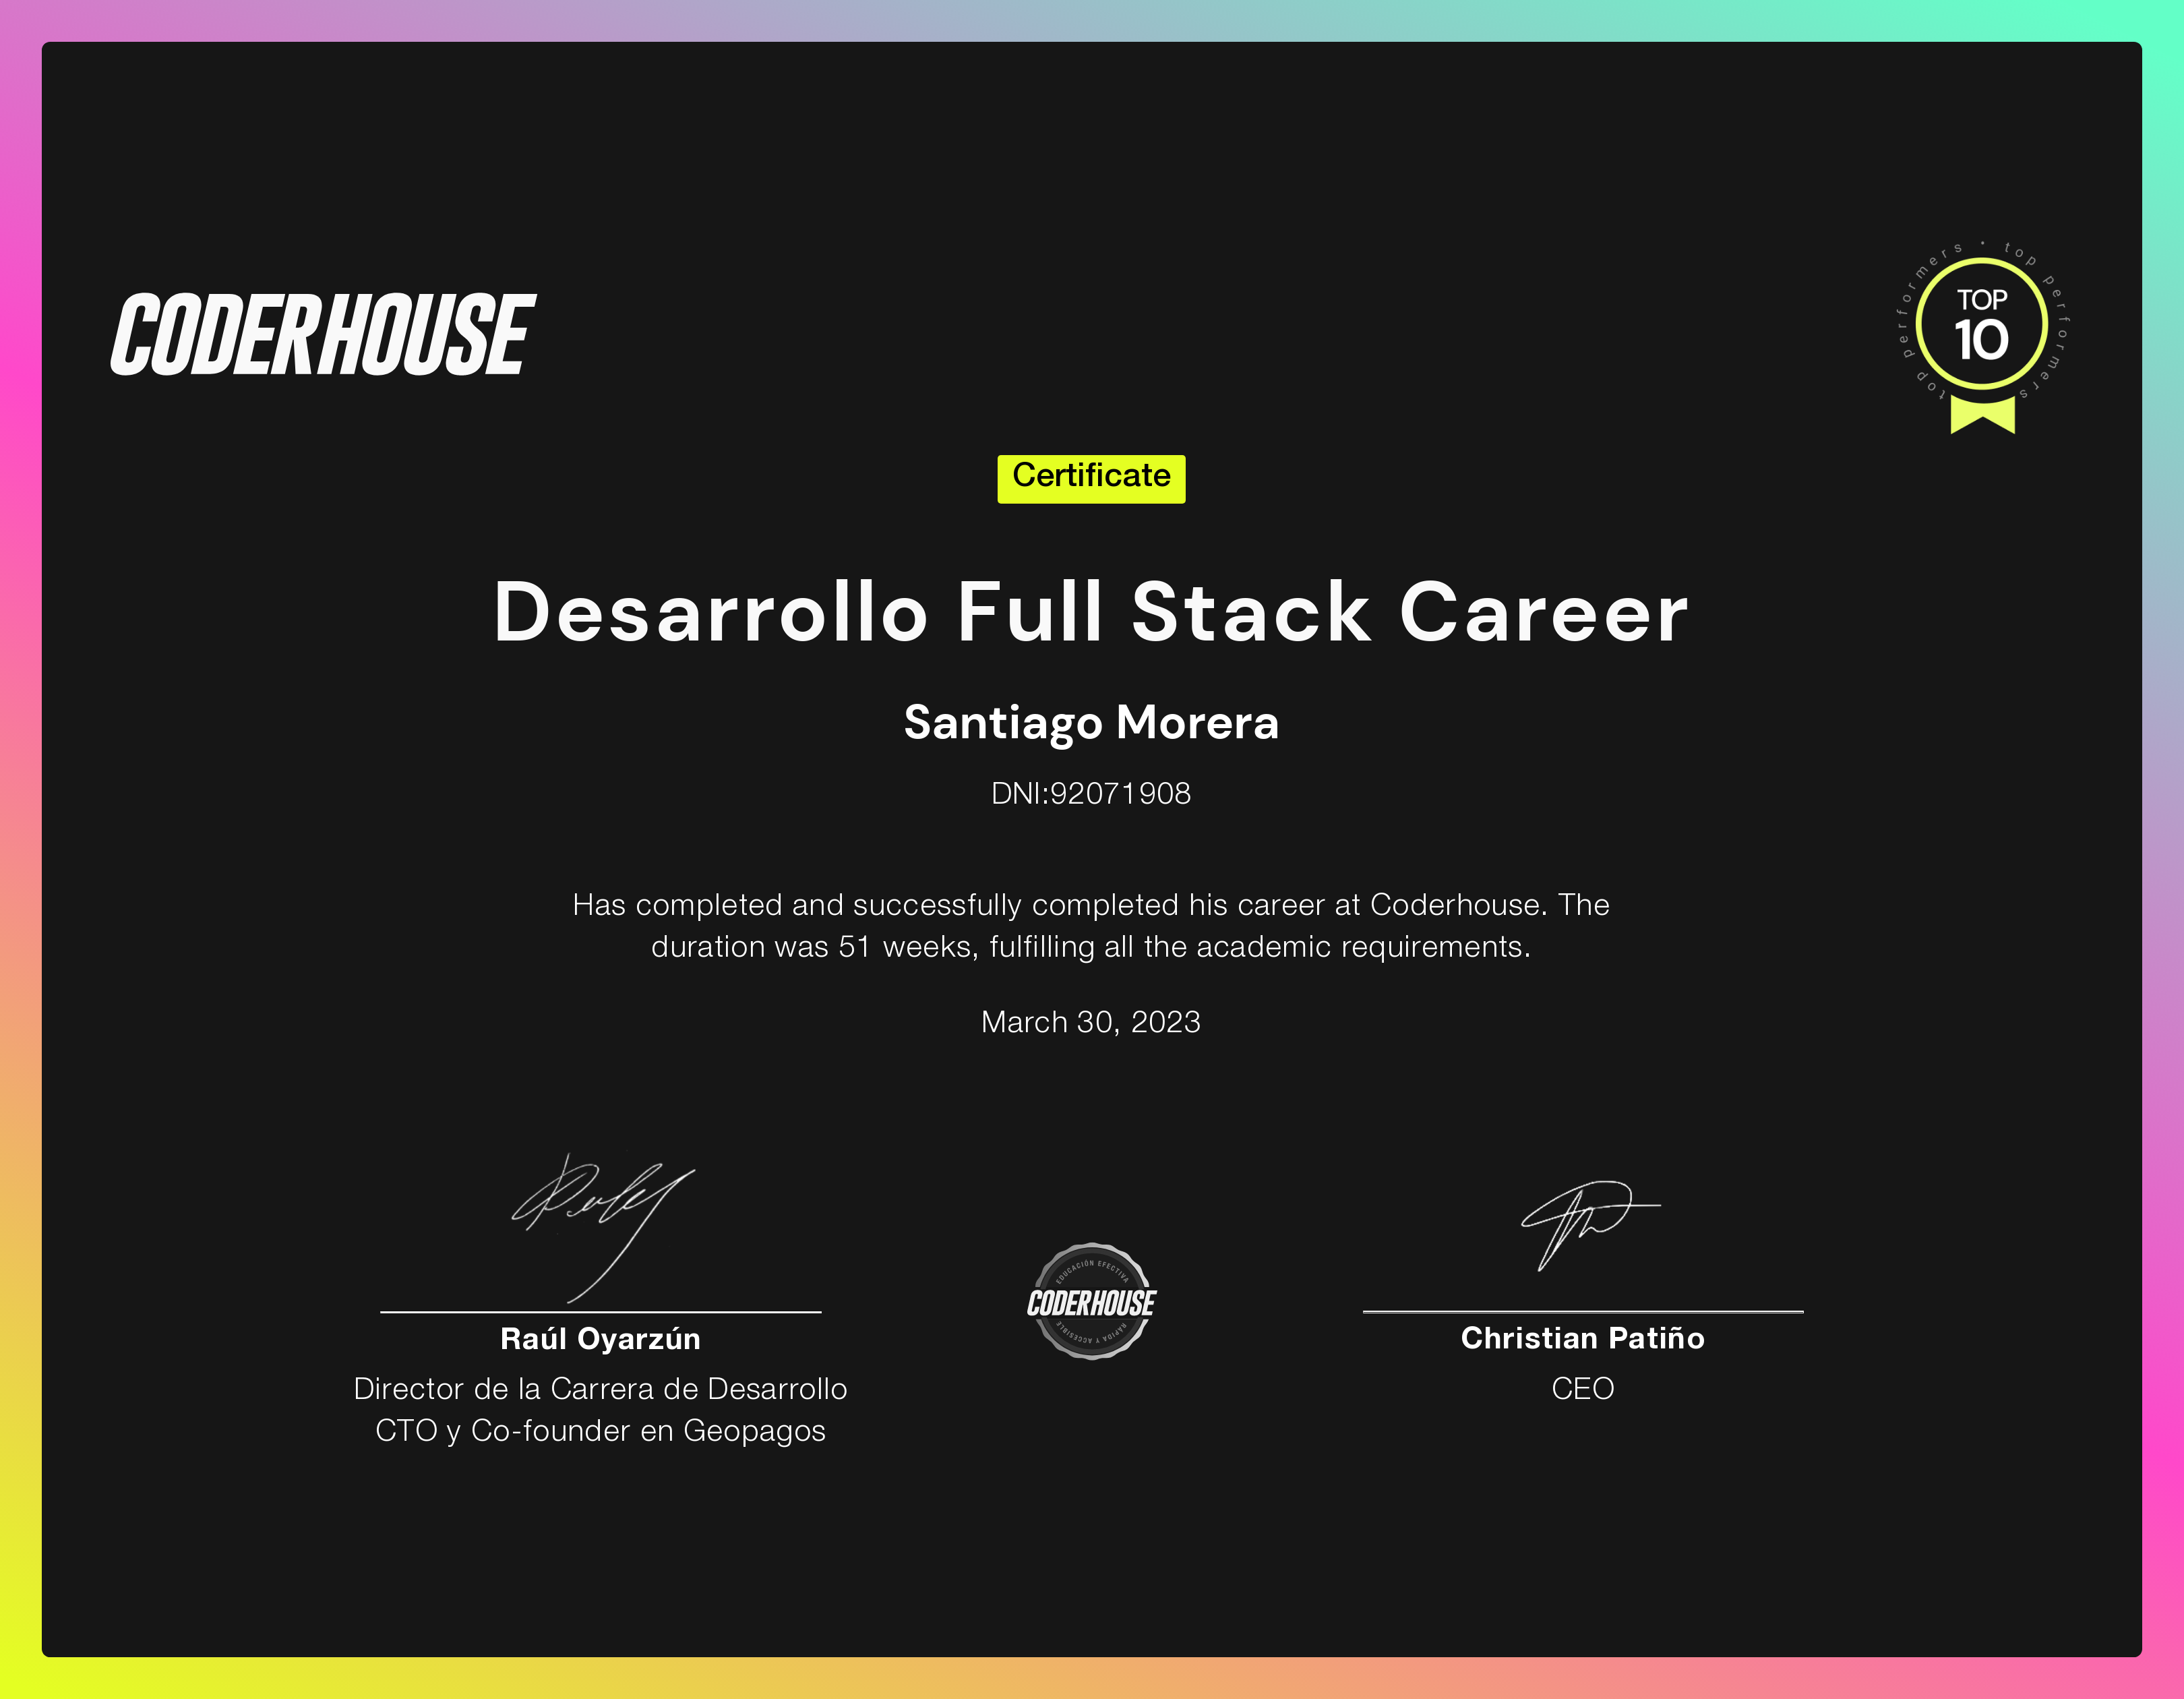 CODERHOUSE
top performers • top performers
TOP
10
Certificate
Desarrollo Full Stack Career
Santiago Morera
DNI:92071908
Has completed and successfully completed his career at Coderhouse. The
duration was 51 weeks, fulfilling all the academic requirements.
March 30, 2023
EDUCACIÓN EFECTIVA
CODERHOUSE
RÁPIDA Y ACCESIBLE
Raúl Oyarzún
Director de la Carrera de Desarrollo
CTO y Co-founder en Geopagos
Christian Patiño
CEO